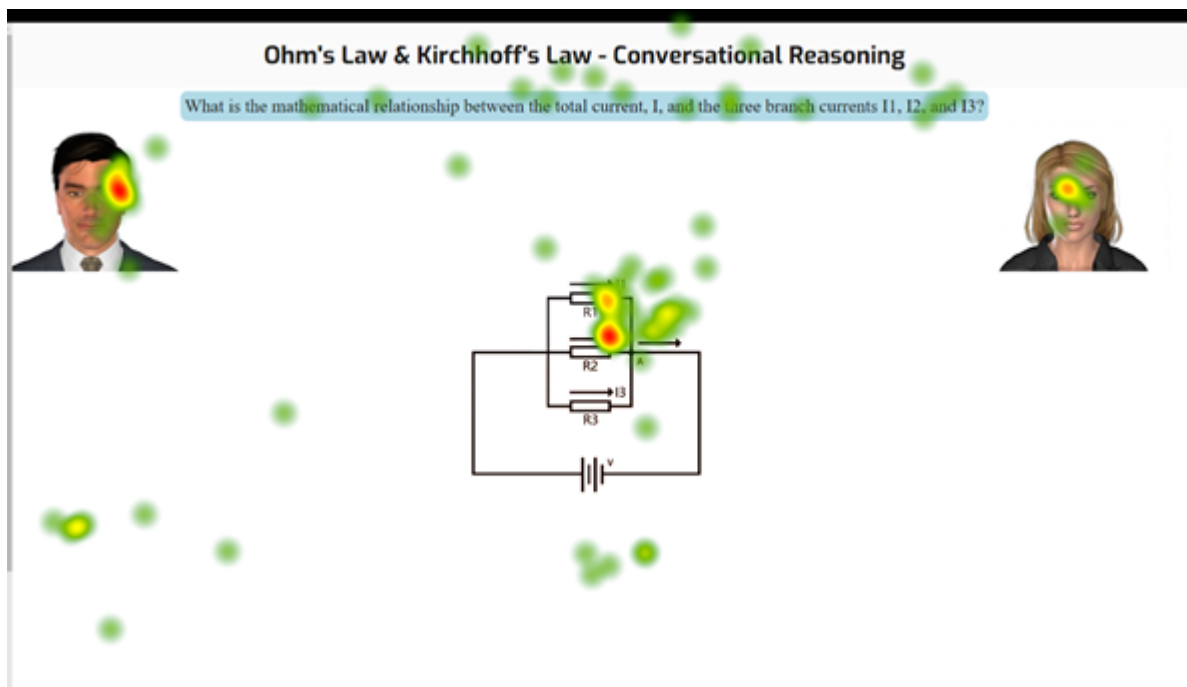 Ohm's Law & Kirchhoff's Law - Conversational Reasoning
What is the mathematical relationship between the total current, I, and the three branch currents I1, I2, and I3?
R1
R2
A
I3
R3
V